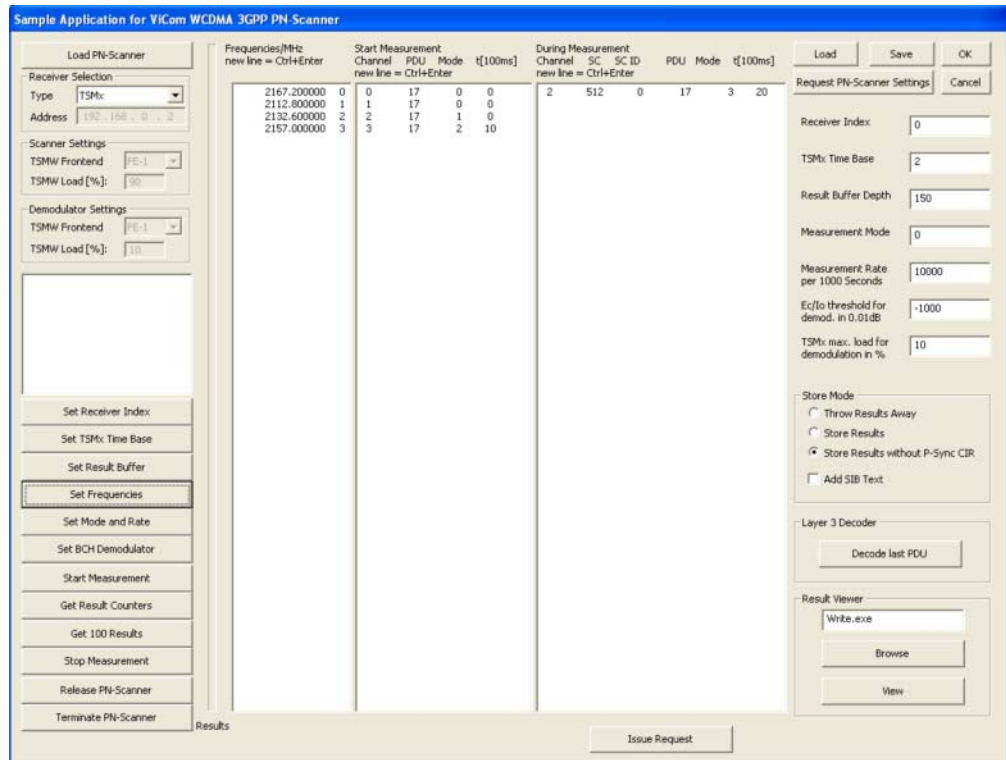 Sample Application for ViCom WCDMA 3GPP PN-Scanner
Load PN-Scanner
Receiver Selection
Type TSMx
Address 192 . 168 . 0 . 2
Scanner Settings
TSMW Frontend FE-1
TSMW Load [%]: 90
Demodulator Settings
TSMW Frontend FE-1
TSMW Load [%]: 10
Set Receiver Index
Set TSMx Time Base
Set Result Buffer
Set Frequencies
Set Mode and Rate
Set BCH Demodulator
Start Measurement
Get Result Counters
Get 100 Results
Stop Measurement
Release PN-Scanner
Terminate PN-Scanner
Frequencies/MHz
new line = Ctrl+Enter
2167.200000 0
2112.800000 1
2132.600000 2
2157.000000 3
Start Measurement
Channel PDU Mode t[100ms]
new line = Ctrl+Enter
0 17 0 0
1 17 0 0
2 17 1 0
3 17 2 10
During Measurement
Channel SC SC ID PDU Mode t[100ms]
new line = Ctrl+Enter
2 512 0 17 3 20
Results
Issue Request
Load Save OK
Request PN-Scanner Settings Cancel
Receiver Index 0
TSMx Time Base 2
Result Buffer Depth 150
Measurement Mode 0
Measurement Rate
per 1000 Seconds 10000
Ec/Io threshold for
demod. in 0.01dB -1000
TSMx max. load for
demodulation in % 10
Store Mode
Throw Results Away
Store Results
Store Results without P-Sync CIR
Add SIB Text
Layer 3 Decoder
Decode last PDU
Result Viewer
Write.exe
Browse
View